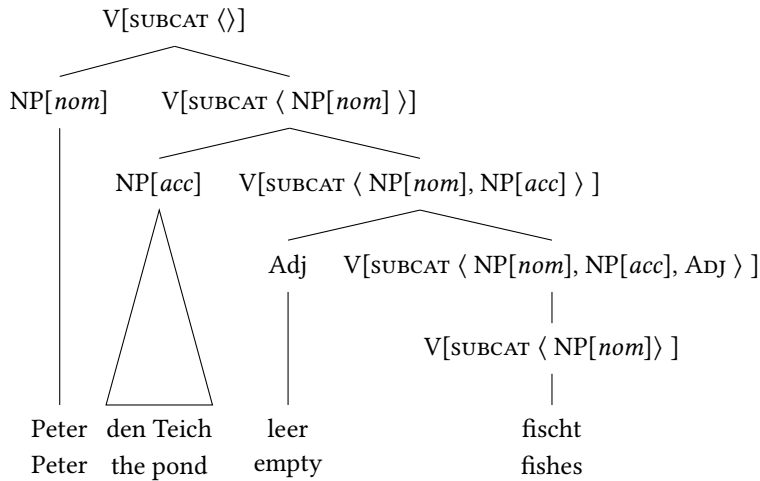 V[SUBCAT ⟨⟩]
NP[nom] V[SUBCAT ⟨ NP[nom] ⟩]
NP[acc] V[SUBCAT ⟨ NP[nom], NP[acc] ⟩ ]
Adj V[SUBCAT ⟨ NP[nom], NP[acc], ADJ ⟩ ]
V[SUBCAT ⟨ NP[nom]⟩ ]
Peter den Teich leer fischt
Peter the pond empty fishes